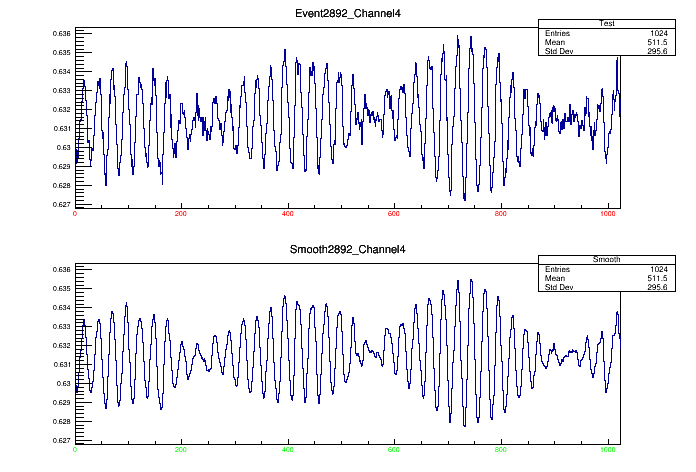 Event2892_Channel4
Test
Entries 1024
Mean 511.5
Std Dev 295.6
0.636
0.635
0.634
0.633
0.632
0.631
0.63
0.629
0.628
0.627
0 200 400 600 800 1000
Smooth2892_Channel4
Smooth
Entries 1024
Mean 511.5
Std Dev 295.6
0.636
0.635
0.634
0.633
0.632
0.631
0.63
0.629
0.628
0.627
0 200 400 600 800 1000